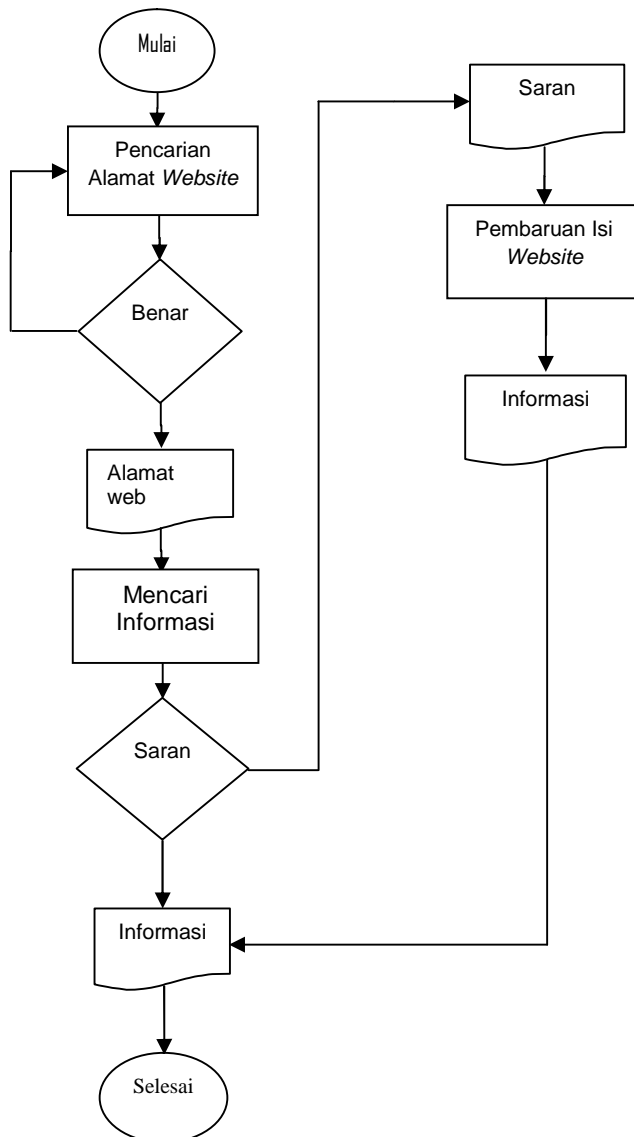 Mulai
Pencarian
Alamat Website
Benar
Alamat
web
Mencari
Informasi
Saran
Informasi
Selesai
Saran
Pembaruan Isi
Website
Informasi